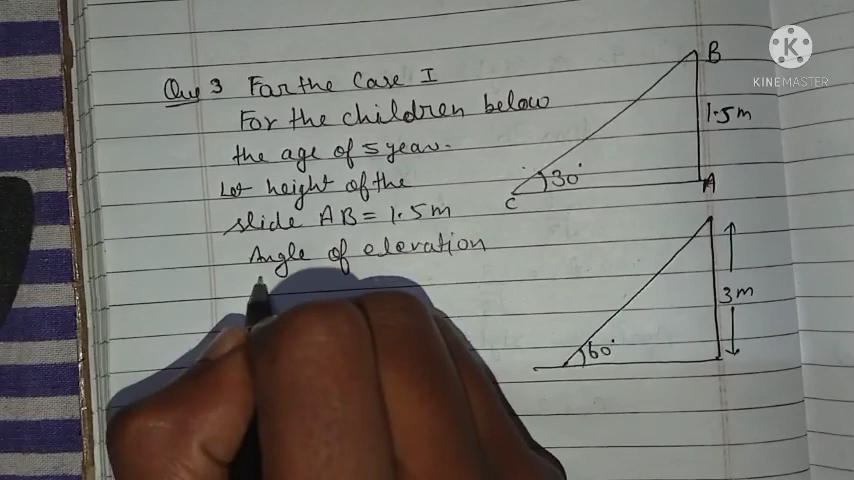 Que 3 For the Case I
For the children below
the age of 5 year.
Let height of the
slide AB = 1.5m
Angle of elevation
B
1.5m
A
30°
C
3m
60°
K
KINEMASTER